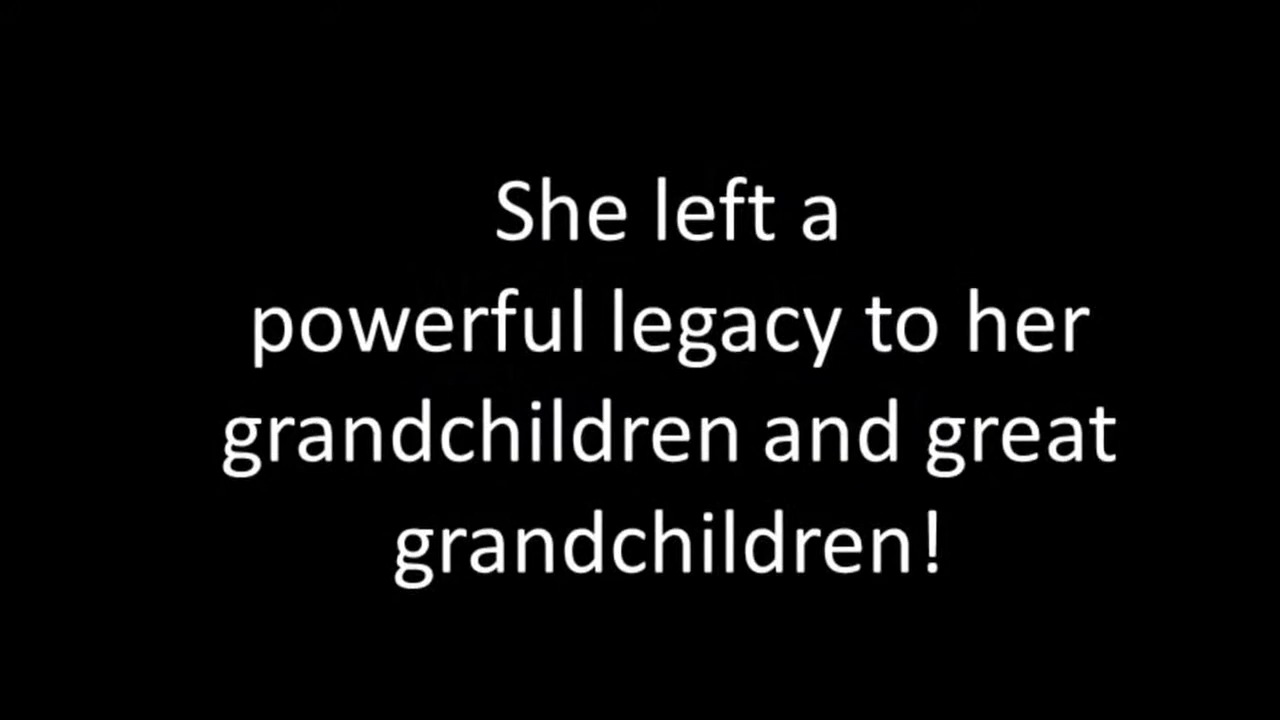 She left a
powerful legacy to her
grandchildren and great
grandchildren!